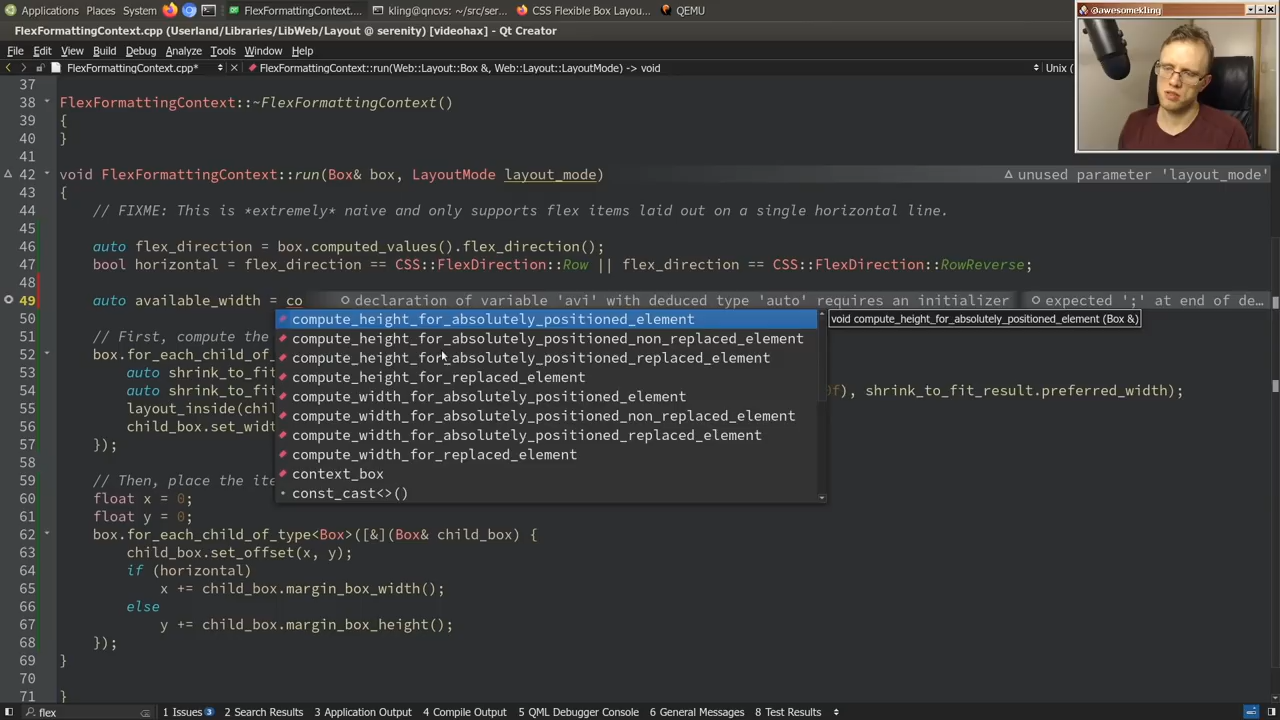 Applications Places System FlexFormattingContext.... kling@qncvs: ~/src/ser... CSS Flexible Box Layou... QEMU
@awesomekling
FlexFormattingContext.cpp (Userland/Libraries/LibWeb/Layout @ serenity) [videohax] - Qt Creator
File Edit View Build Debug Analyze Tools Window Help
FlexFormattingContext.cpp* FlexFormattingContext::run(Web::Layout::Box &, Web::Layout::LayoutMode) -> void Unix (
37
38 FlexFormattingContext::~FlexFormattingContext()
39 {
40 }
41
42 void FlexFormattingContext::run(Box& box, LayoutMode layout_mode) unused parameter 'layout_mode'
43 {
44 // FIXME: This is *extremely* naive and only supports flex items laid out on a single horizontal line.
45
46 auto flex_direction = box.computed_values().flex_direction();
47 bool horizontal = flex_direction == CSS::FlexDirection::Row || flex_direction == CSS::FlexDirection::RowReverse;
48
49 auto available_width = co declaration of variable 'avi' with deduced type 'auto' requires an initializer expected ';' at end of de...
50 compute_height_for_absolutely_positioned_element void compute_height_for_absolutely_positioned_element (Box &)
51 // First, compute the compute_height_for_absolutely_positioned_non_replaced_element
52 box.for_each_child_of_ compute_height_for_absolutely_positioned_replaced_element
53 auto shrink_to_fit compute_height_for_replaced_element
54 auto shrink_to_fit compute_width_for_absolutely_positioned_element 0f), shrink_to_fit_result.preferred_width);
55 layout_inside(chil compute_width_for_absolutely_positioned_non_replaced_element
56 child_box.set_widt compute_width_for_absolutely_positioned_replaced_element
57 }); compute_width_for_replaced_element
58 context_box
59 // Then, place the ite const_cast<>()
60 float x = 0;
61 float y = 0;
62 box.for_each_child_of_type<Box>([&](Box& child_box) {
63 child_box.set_offset(x, y);
64 if (horizontal)
65 x += child_box.margin_box_width();
66 else
67 y += child_box.margin_box_height();
68 });
69 }
70
71 }
flex 1 Issues 3 2 Search Results 3 Application Output 4 Compile Output 5 QML Debugger Console 6 General Messages 8 Test Results